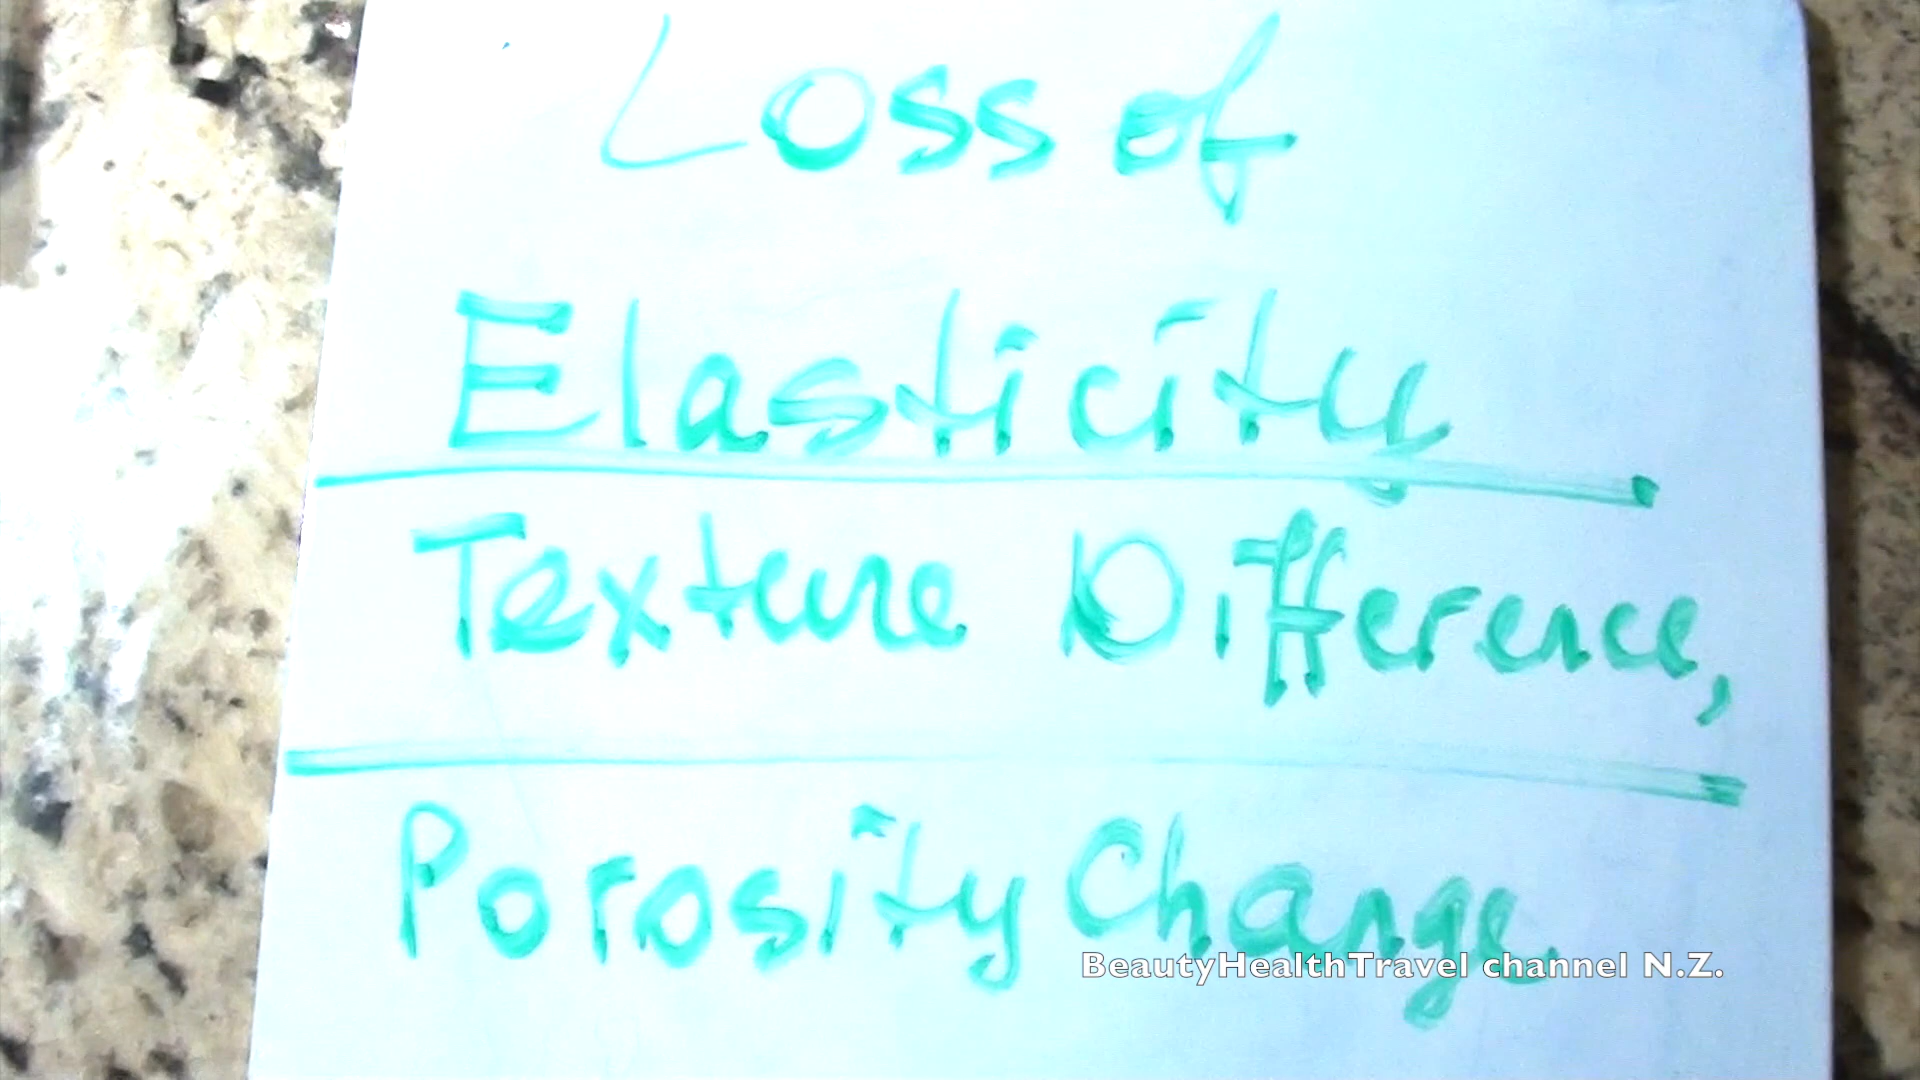 Loss of
Elasticity
Texture Difference,
Porosity Change.
BeautyHealthTravel channel N.Z.